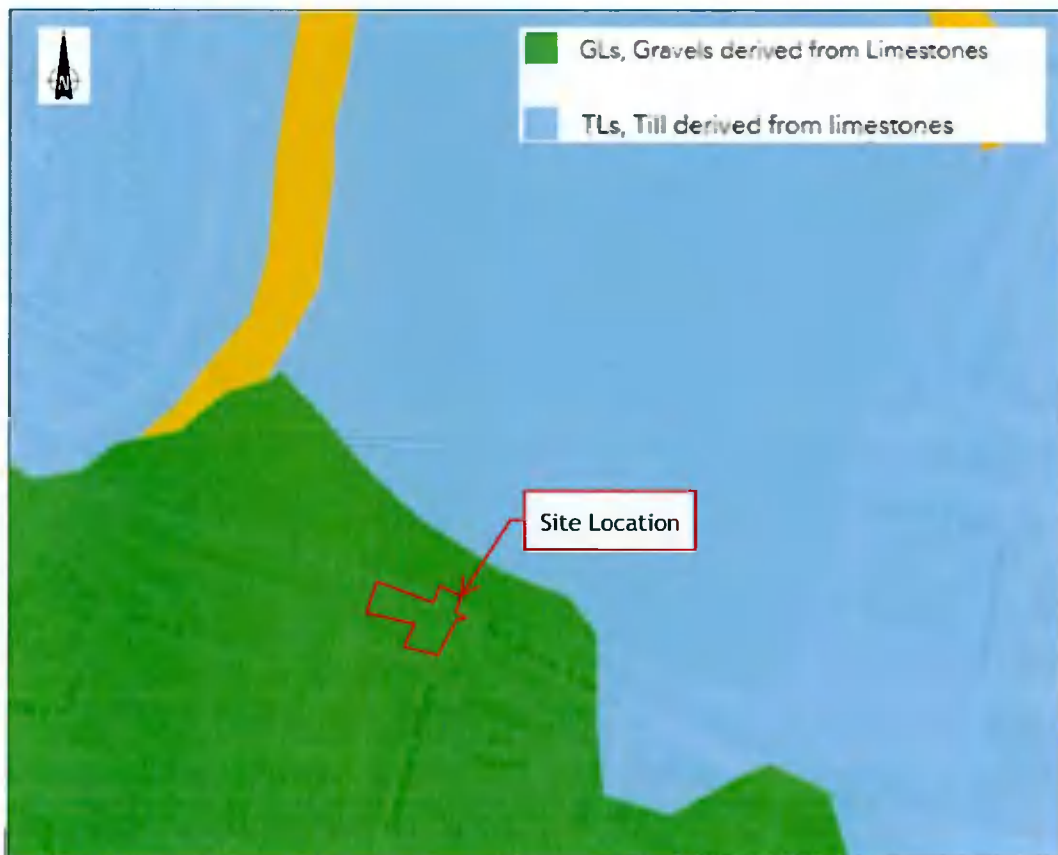 N
GLs, Gravels derived from Limestones
TLs, Till derived from limestones
Site Location